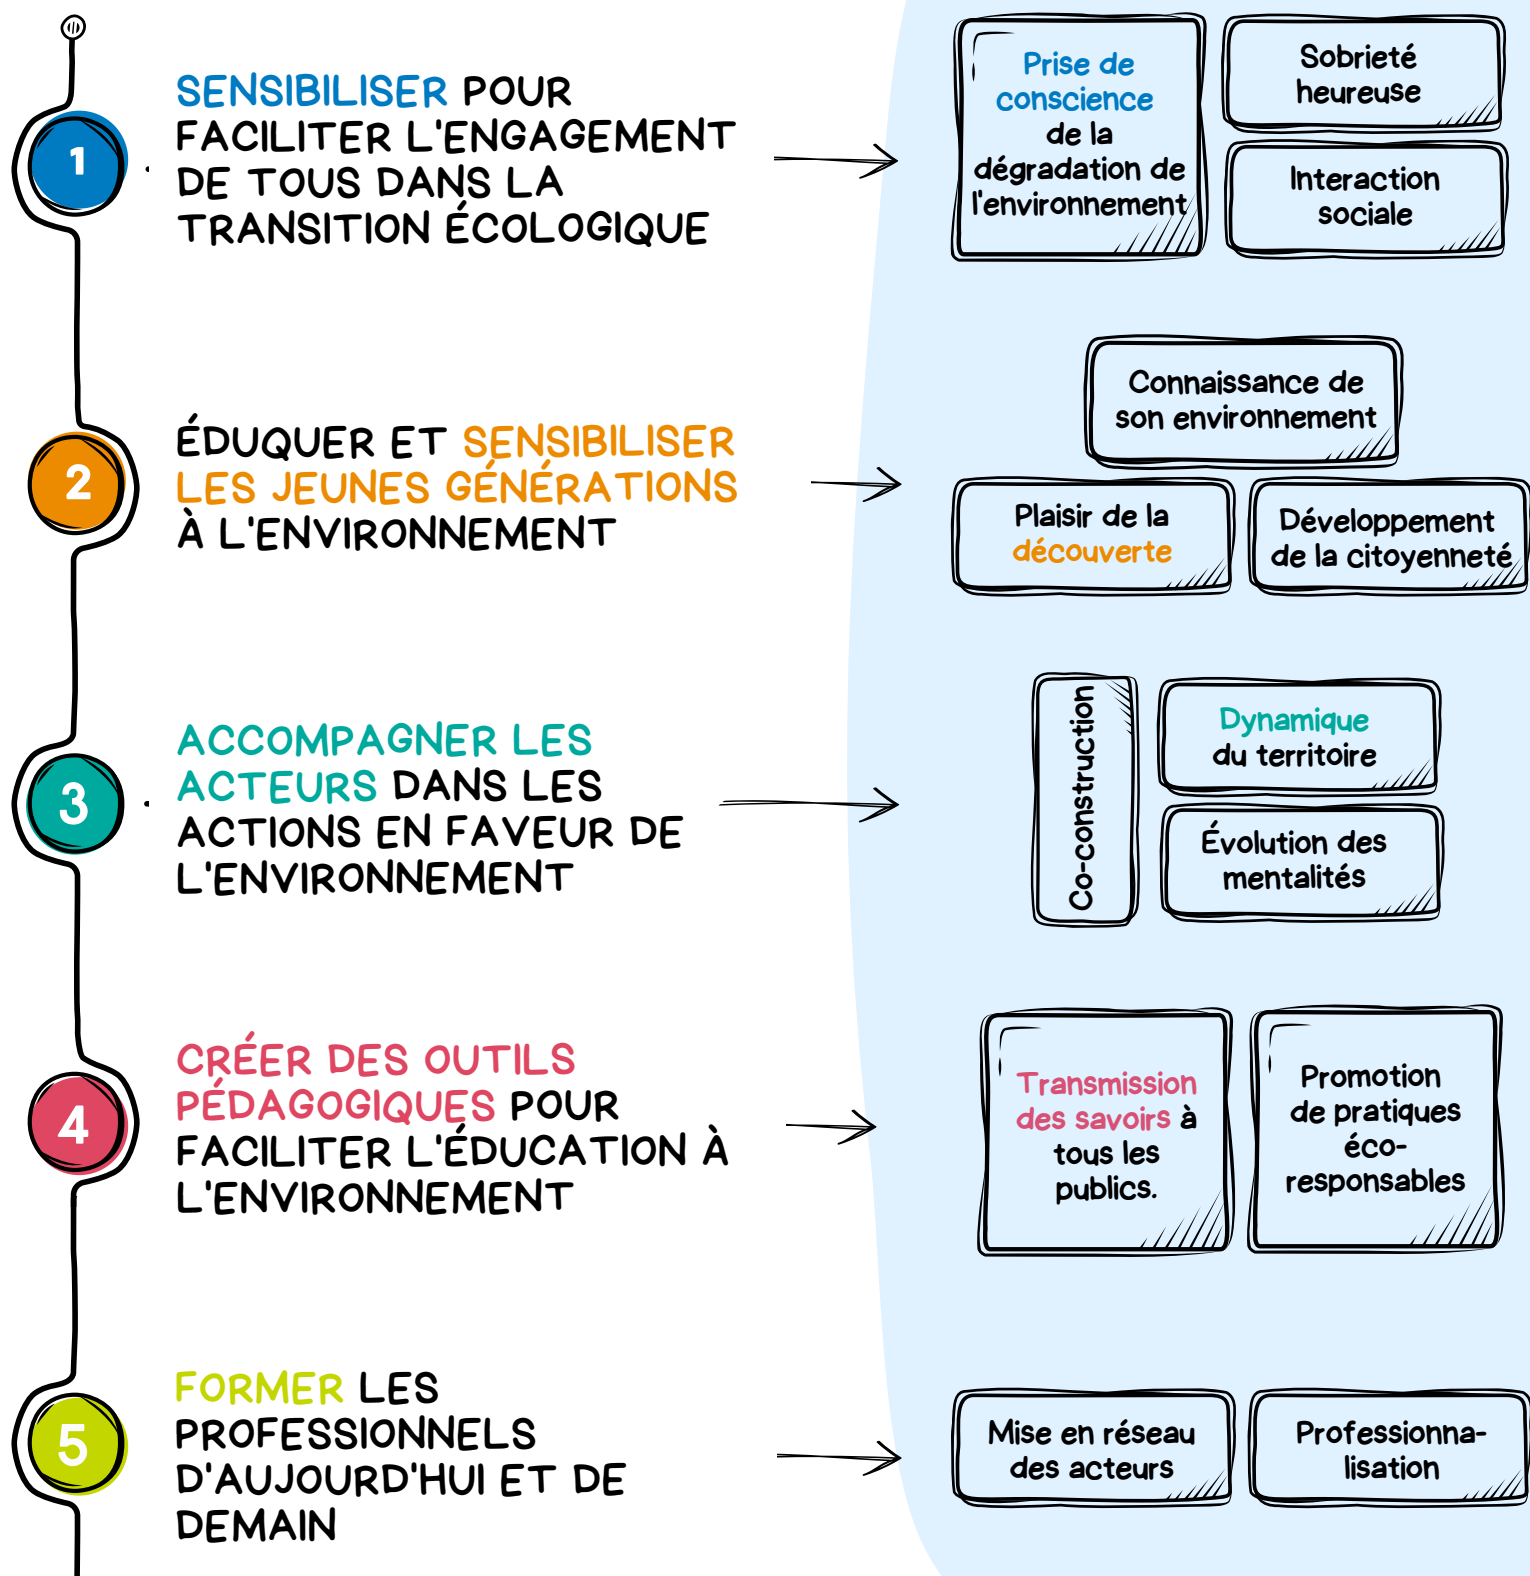 1
SENSIBILISER POUR
FACILITER L'ENGAGEMENT
DE TOUS DANS LA
TRANSITION ÉCOLOGIQUE
Prise de
conscience
de la
dégradation de
l'environnement
Sobrieté
heureuse
Interaction
sociale
2
ÉDUQUER ET SENSIBILISER
LES JEUNES GÉNÉRATIONS
À L'ENVIRONNEMENT
Connaissance de
son environnement
Plaisir de la
découverte
Développement
de la citoyenneté
3
ACCOMPAGNER LES
ACTEURS DANS LES
ACTIONS EN FAVEUR DE
L'ENVIRONNEMENT
Co-construction
Dynamique
du territoire
Évolution des
mentalités
4
CRÉER DES OUTILS
PÉDAGOGIQUES POUR
FACILITER L'ÉDUCATION À
L'ENVIRONNEMENT
Transmission
des savoirs à
tous les
publics.
Promotion
de pratiques
éco-
responsables
5
FORMER LES
PROFESSIONNELS
D'AUJOURD'HUI ET DE
DEMAIN
Mise en réseau
des acteurs
Professionna-
lisation